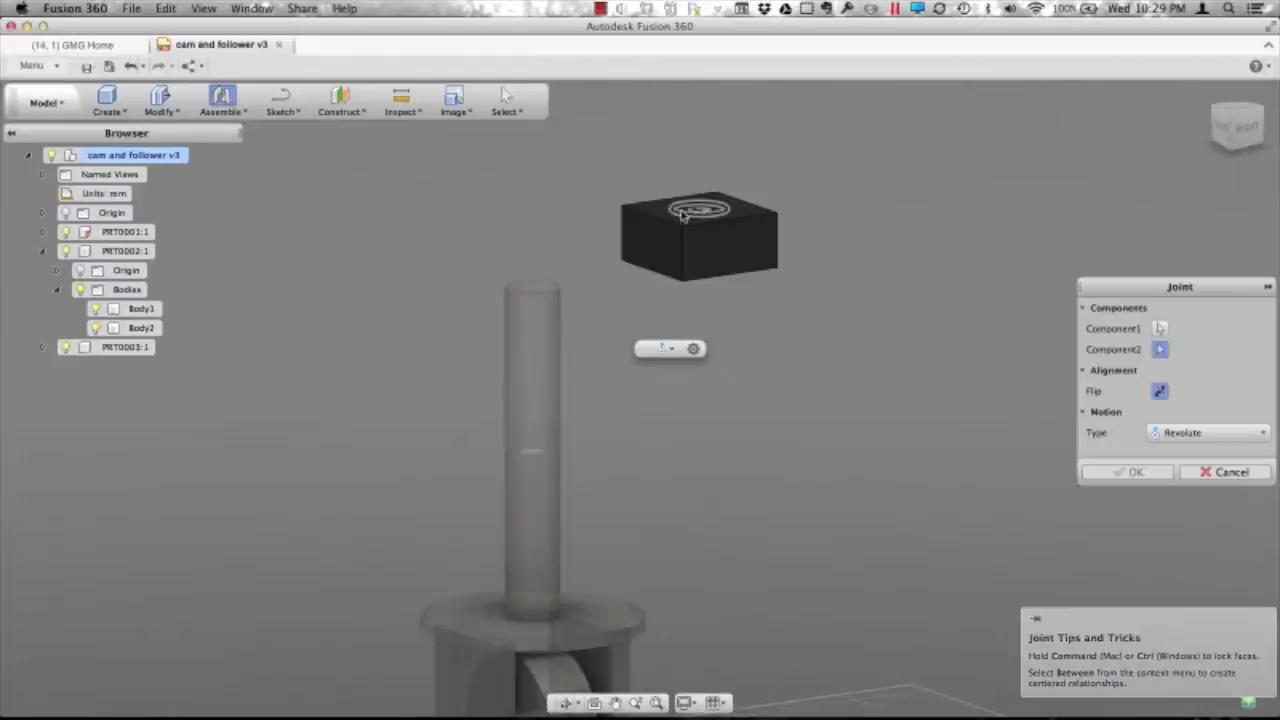 Fusion 360 File Edit View Window Share Help 100% Wed 10:29 PM
Autodesk Fusion 360
(14, 1) GMG Home cam and follower v3
Menu
Model Create Modify Assemble Sketch Construct Inspect Image Select
Browser
cam and follower v3
Named Views
Units: mm
Origin
PRT0001:1
PRT0002:1
Origin
Bodies
Body1
Body2
PRT0003:1
Joint
Components
Component1
Component2
Alignment
Flip
Motion
Type Revolute
OK Cancel
Joint Tips and Tricks
Hold Command (Mac) or Ctrl (Windows) to lock faces.
Select Between from the context menu to create
centered relationships.